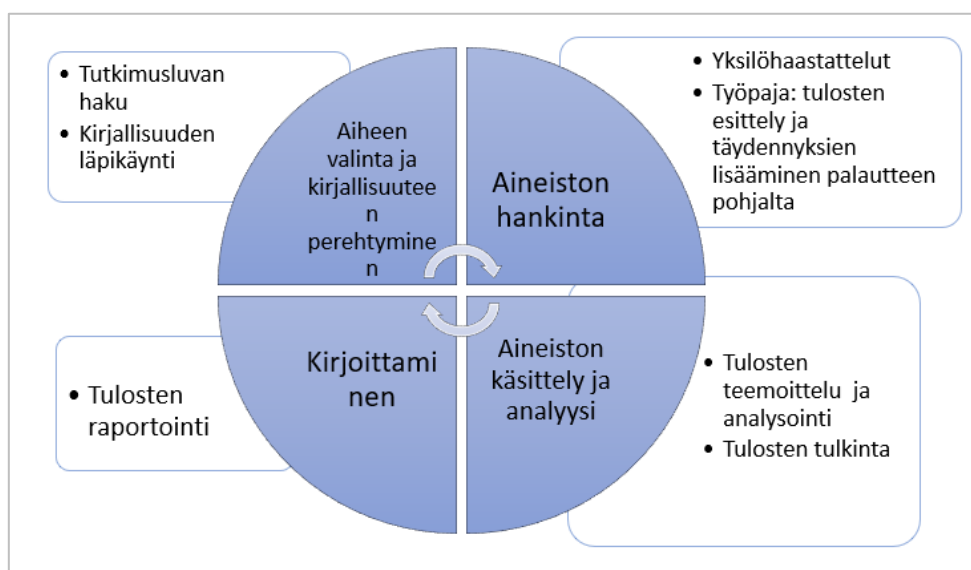 • Tutkimusluvan
haku
• Kirjallisuuden
läpikäynti
Aiheen
valinta ja
kirjallisuutee
n
perehtymine
n
Aineiston
hankinta
• Yksilöhaastattelut
• Työpaja: tulosten
esittely ja
täydennyksien
lisääminen palautteen
pohjalta
• Tulosten
raportointi
Kirjoittami
nen
Aineiston
käsittely ja
analyysi
• Tulosten
teemoittelu ja
analysointi
• Tulosten tulkinta